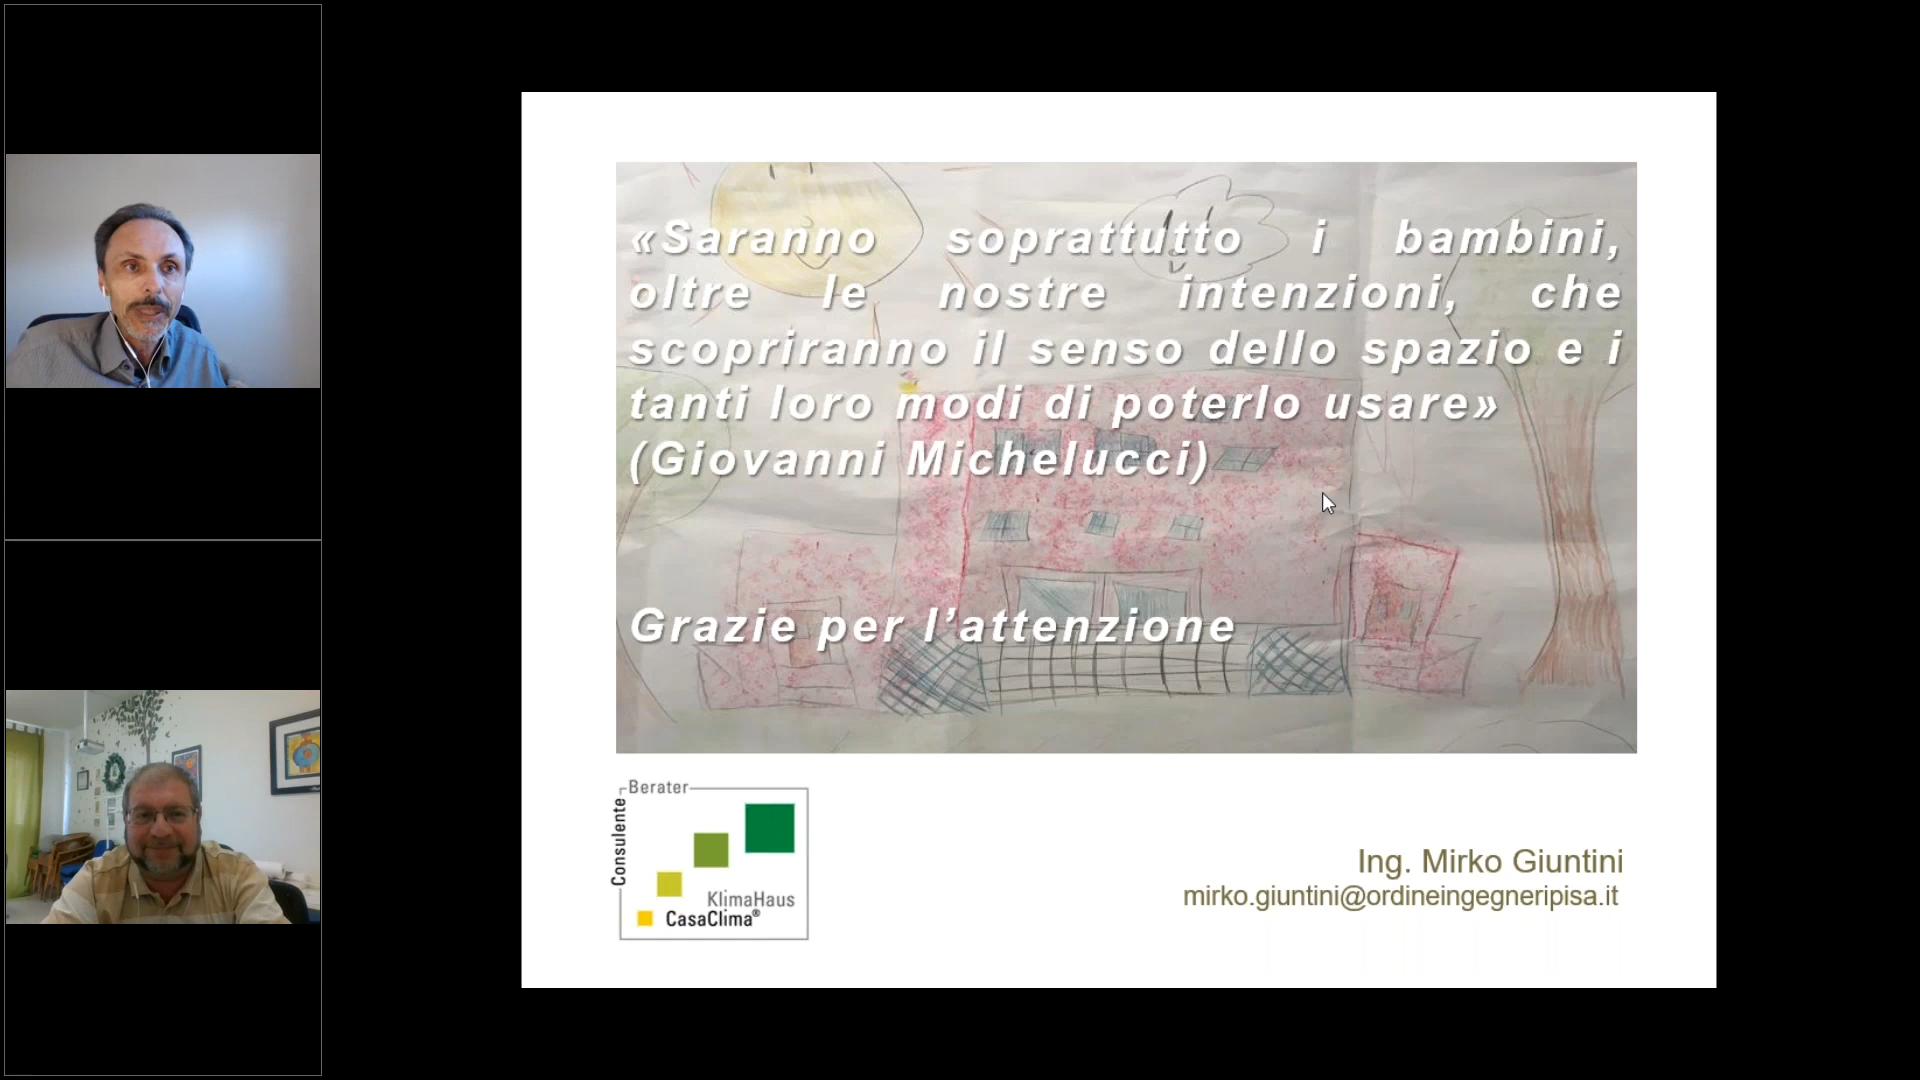 «Saranno soprattutto i bambini,
oltre le nostre intenzioni, che
scopriranno il senso dello spazio e i
tanti loro modi di poterlo usare»
(Giovanni Michelucci)
Grazie per l’attenzione
Berater
Consulente
KlimaHaus
CasaClima®
Ing. Mirko Giuntini
mirko.giuntini@ordineingegneripisa.it